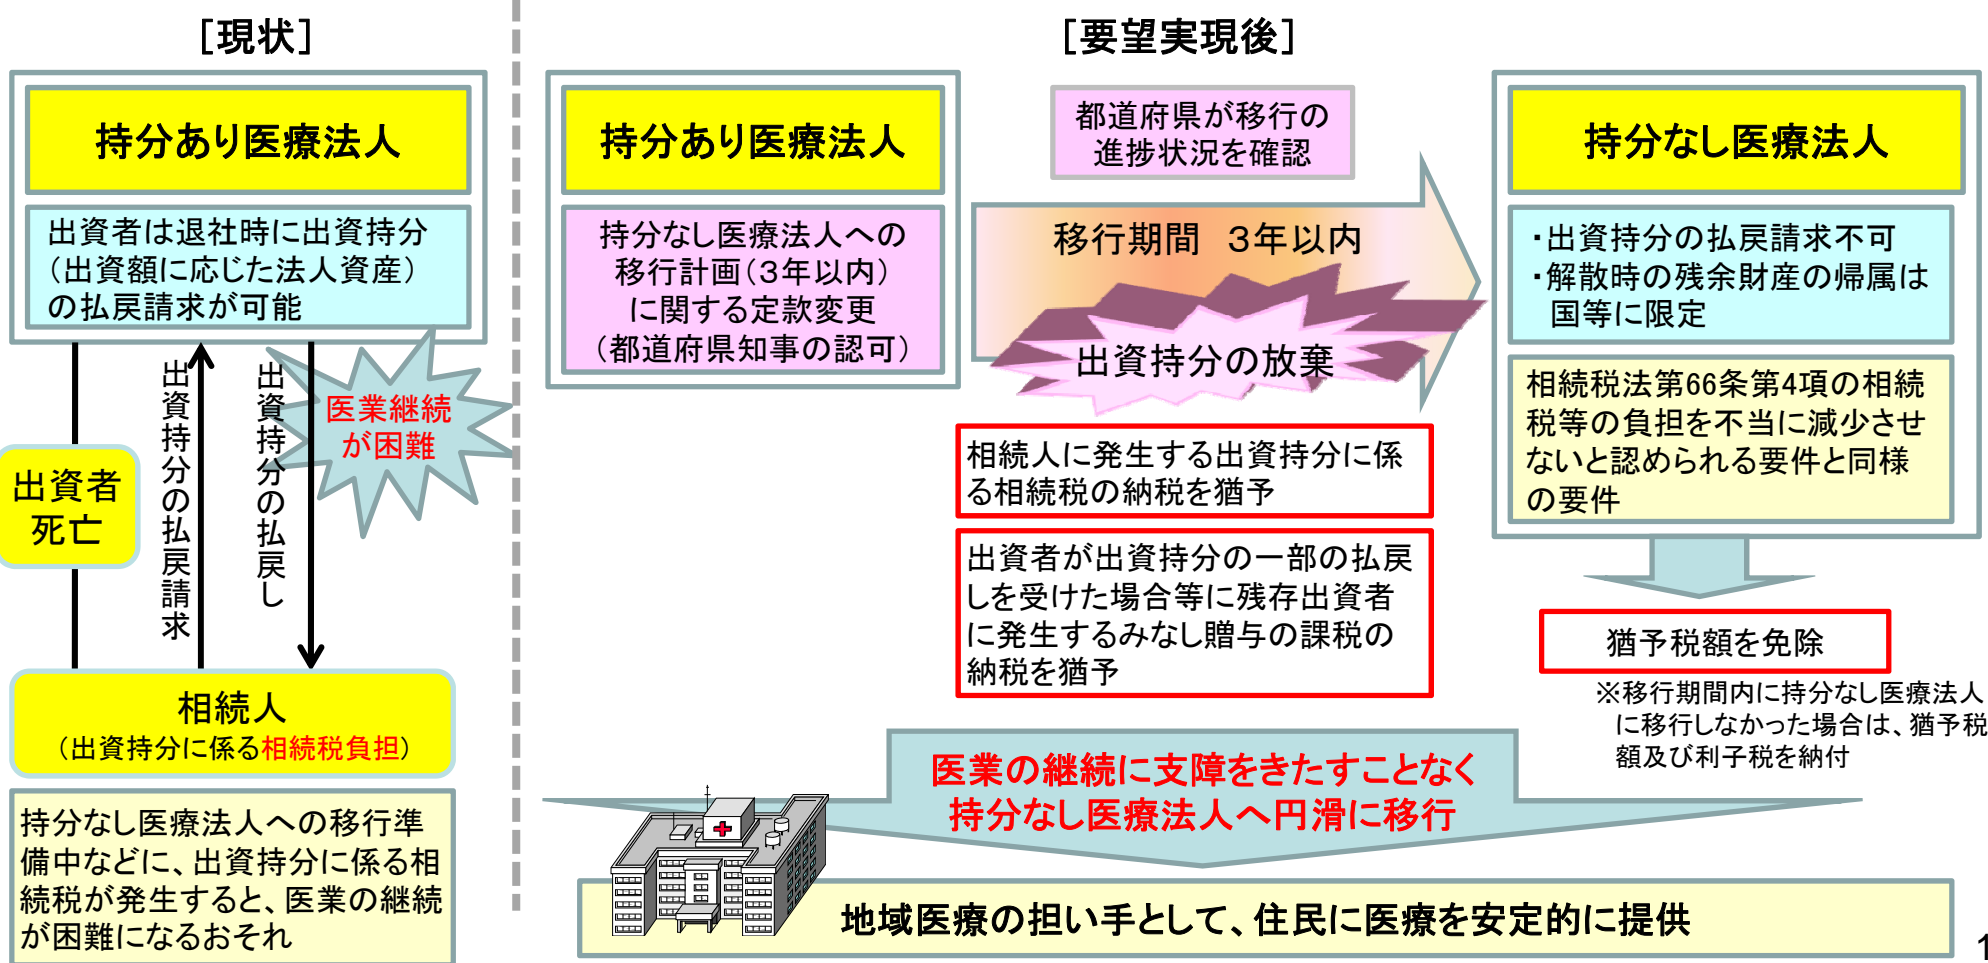 [現状]
持分あり医療法人
出資者は退社時に出資持分
(出資額に応じた法人資産)
の払戻請求が可能
出資持分の払戻請求
出資持分の払戻し
医業継続
が困難
出資者
死亡
相続人
(出資持分に係る相続税負担)
持分なし医療法人への移行準
備中などに、出資持分に係る相
続税が発生すると、医業の継続
が困難になるおそれ
[要望実現後]
持分あり医療法人
持分なし医療法人への
移行計画(3年以内)
に関する定款変更
(都道府県知事の認可)
都道府県が移行の
進捗状況を確認
移行期間 3年以内
出資持分の放棄
相続人に発生する出資持分に係
る相続税の納税を猶予
出資者が出資持分の一部の払戻
しを受けた場合等に残存出資者
に発生するみなし贈与の課税の
納税を猶予
持分なし医療法人
・出資持分の払戻請求不可
・解散時の残余財産の帰属は
国等に限定
相続税法第66条第4項の相続
税等の負担を不当に減少させ
ないと認められる要件と同様
の要件
猶予税額を免除
※移行期間内に持分なし医療法人
に移行しなかった場合は、猶予税
額及び利子税を納付
医業の継続に支障をきたすことなく
持分なし医療法人へ円滑に移行
地域医療の担い手として、住民に医療を安定的に提供
1